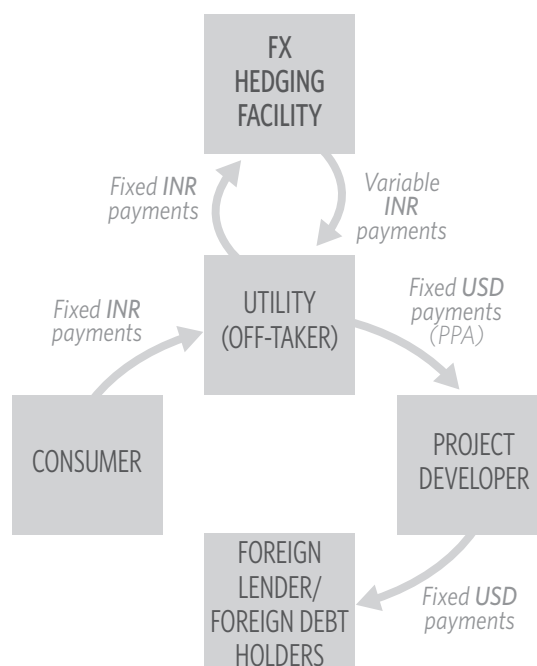 FX
HEDGING
FACILITY
Fixed INR
payments
Variable
INR
payments
UTILITY
(OFF-TAKER)
Fixed INR
payments
Fixed USD
payments
(PPA)
CONSUMER
PROJECT
DEVELOPER
FOREIGN
LENDER/
FOREIGN DEBT
HOLDERS
Fixed USD
payments